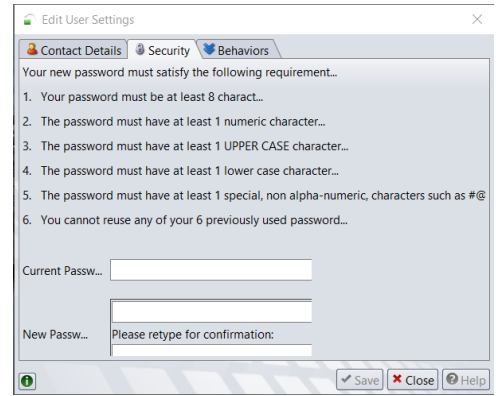 Edit User Settings
Contact Details Security Behaviors
Your new password must satisfy the following requirement...
1. Your password must be at least 8 charact...
2. The password must have at least 1 numeric character...
3. The password must have at least 1 UPPER CASE character...
4. The password must have at least 1 lower case character...
5. The password must have at least 1 special, non alpha-numeric, characters such as #@
6. You cannot reuse any of your 6 previously used password...
Current Passw...
New Passw... Please retype for confirmation:
Save Close Help